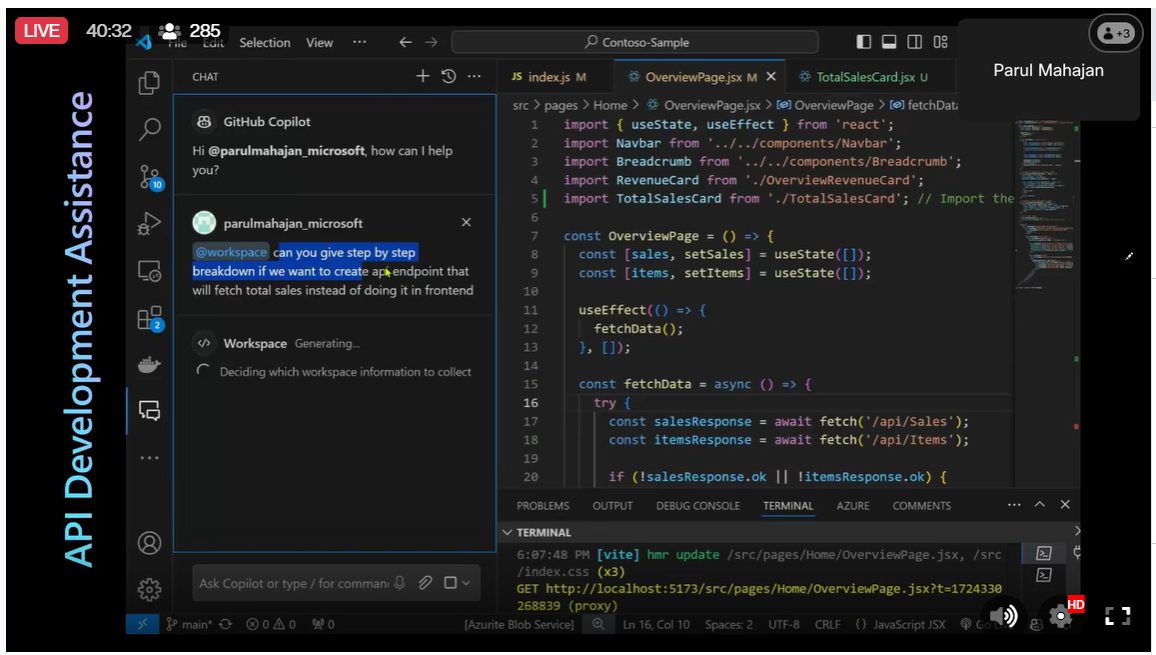 LIVE
40:32
285
File Edit Selection View ···
Contoso-Sample
+3
Parul Mahajan
API Development Assistance
CHAT
GitHub Copilot
Hi @parulmahajan_microsoft, how can I help
you?
parulmahajan_microsoft
@workspace can you give step by step
breakdown if we want to create api endpoint that
will fetch total sales instead of doing it in frontend
Workspace Generating...
Deciding which workspace information to collect
Ask Copilot or type / for comman
10
2
JS index.js M
OverviewPage.jsx M
TotalSalesCard.jsx U
src > pages > Home > OverviewPage.jsx > OverviewPage > fetchData
1 import { useState, useEffect } from 'react';
2 import Navbar from '../../components/Navbar';
3 import Breadcrumb from '../../components/Breadcrumb';
4 import RevenueCard from './OverviewRevenueCard';
5 import TotalSalesCard from './TotalSalesCard'; // Import the
6
7 const OverviewPage = () => {
8 const [sales, setSales] = useState([]);
9 const [items, setItems] = useState([]);
10
11 useEffect(() => {
12 fetchData();
13 }, []);
14
15 const fetchData = async () => {
16 try {
17 const salesResponse = await fetch('/api/Sales');
18 const itemsResponse = await fetch('/api/Items');
19
20 if (!salesResponse.ok || !itemsResponse.ok) {
PROBLEMS OUTPUT DEBUG CONSOLE TERMINAL AZURE COMMENTS
TERMINAL
6:07:48 PM [vite] hmr update /src/pages/Home/OverviewPage.jsx, /src
/index.css (x3)
GET http://localhost:5173/src/pages/Home/OverviewPage.jsx?t=1724330
268839 (proxy)
main* 0 0 0 [Azurite Blob Service] Ln 16, Col 10 Spaces: 2 UTF-8 CRLF {} JavaScript JSX
HD